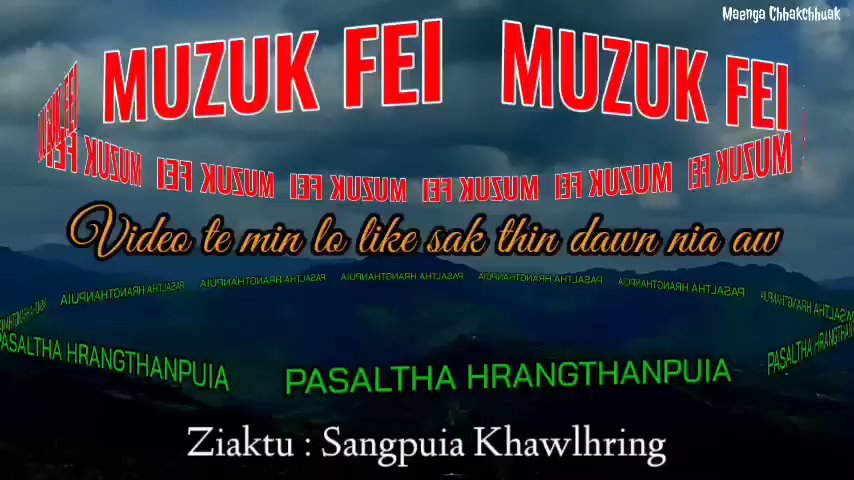 Maenga Chhakchhuak
MUZUK FEI MUZUK FEI
MUZUK FEI MUZUK FEI MUZUK FEI MUZUK FEI MUZUK FEI MUZUK
Video te min lo like sak thin dawn nia aw
PASALTHA HRANGTHANPUIA PASALTHA HRANGTHANPUIA PASALTHA HRANGTHANPUIA PASALTHA HRANGTHANPUIA PASALTHA HRANGTHANPUIA
PASALTHA HRANGTHANPUIA PASALTHA HRANGTHANPUIA
Ziaktu : Sangpuia Khawlhring